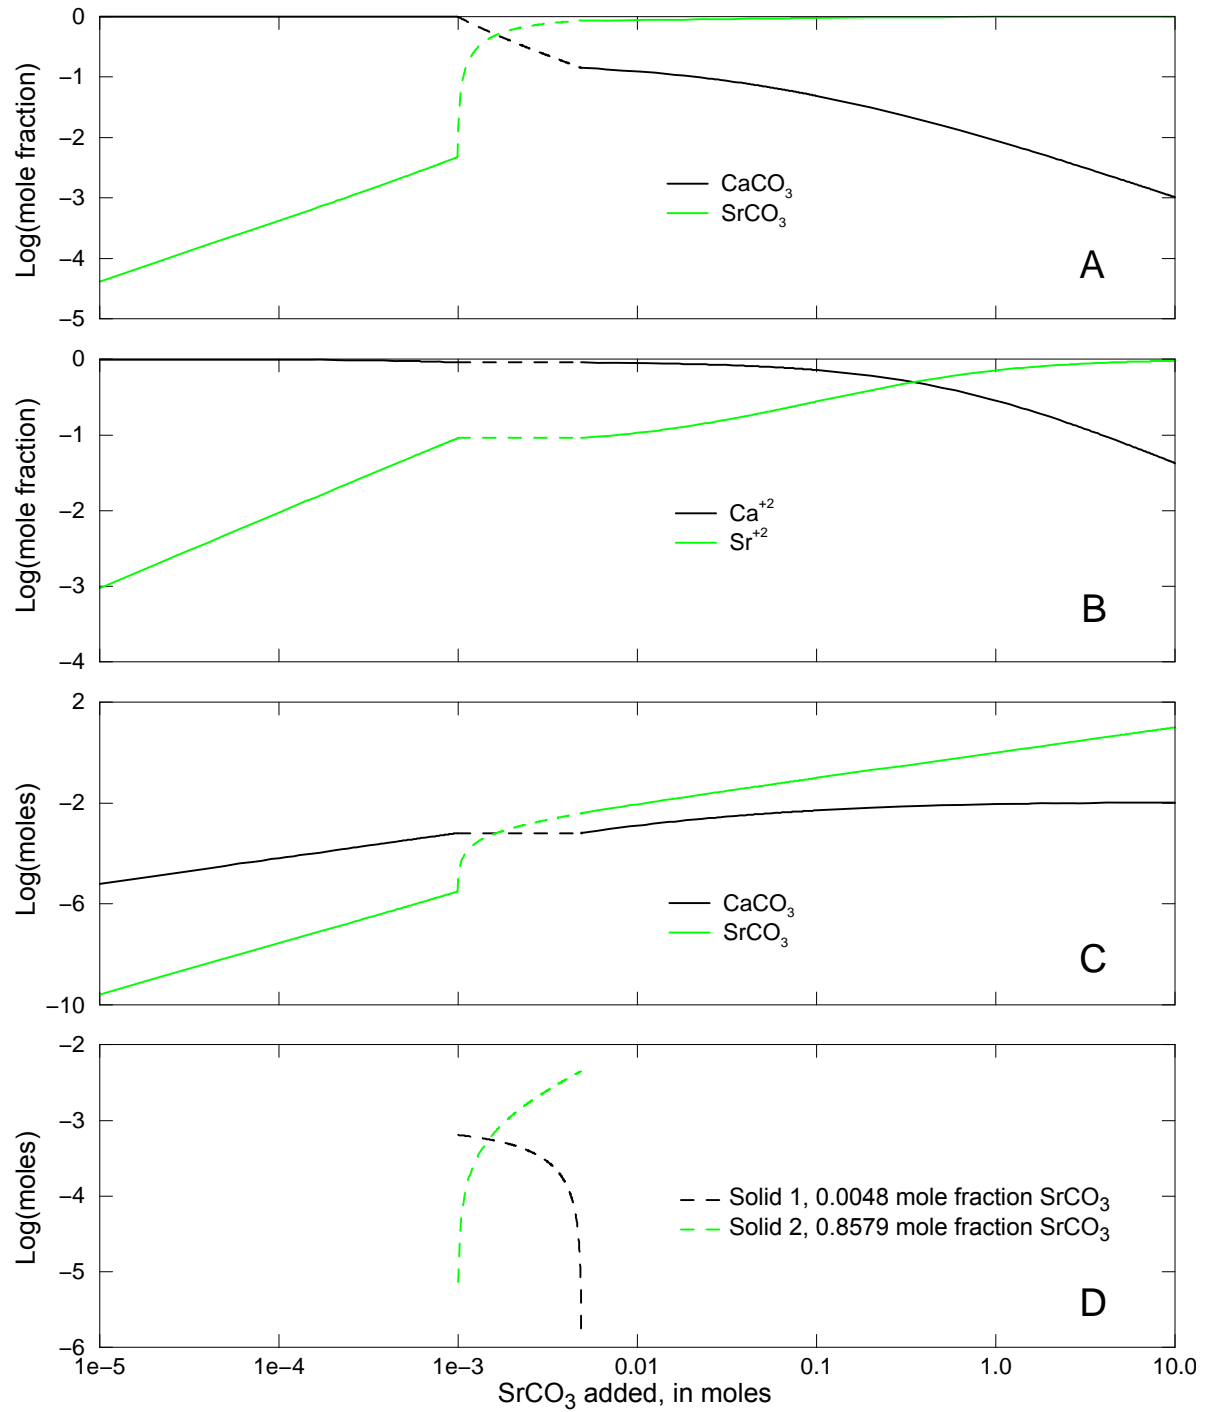 0
−1
−2
−3
−4
−5
Log(mole fraction)
CaCO3
SrCO3
A
0
−1
−2
−3
−4
Log(mole fraction)
Ca+2
Sr+2
B
2
−2
−6
−10
Log(moles)
CaCO3
SrCO3
C
−2
−3
−4
−5
−6
Log(moles)
Solid 1, 0.0048 mole fraction SrCO3
Solid 2, 0.8579 mole fraction SrCO3
D
1e−5 1e−4 1e−3 0.01 0.1 1.0 10.0
SrCO3 added, in moles